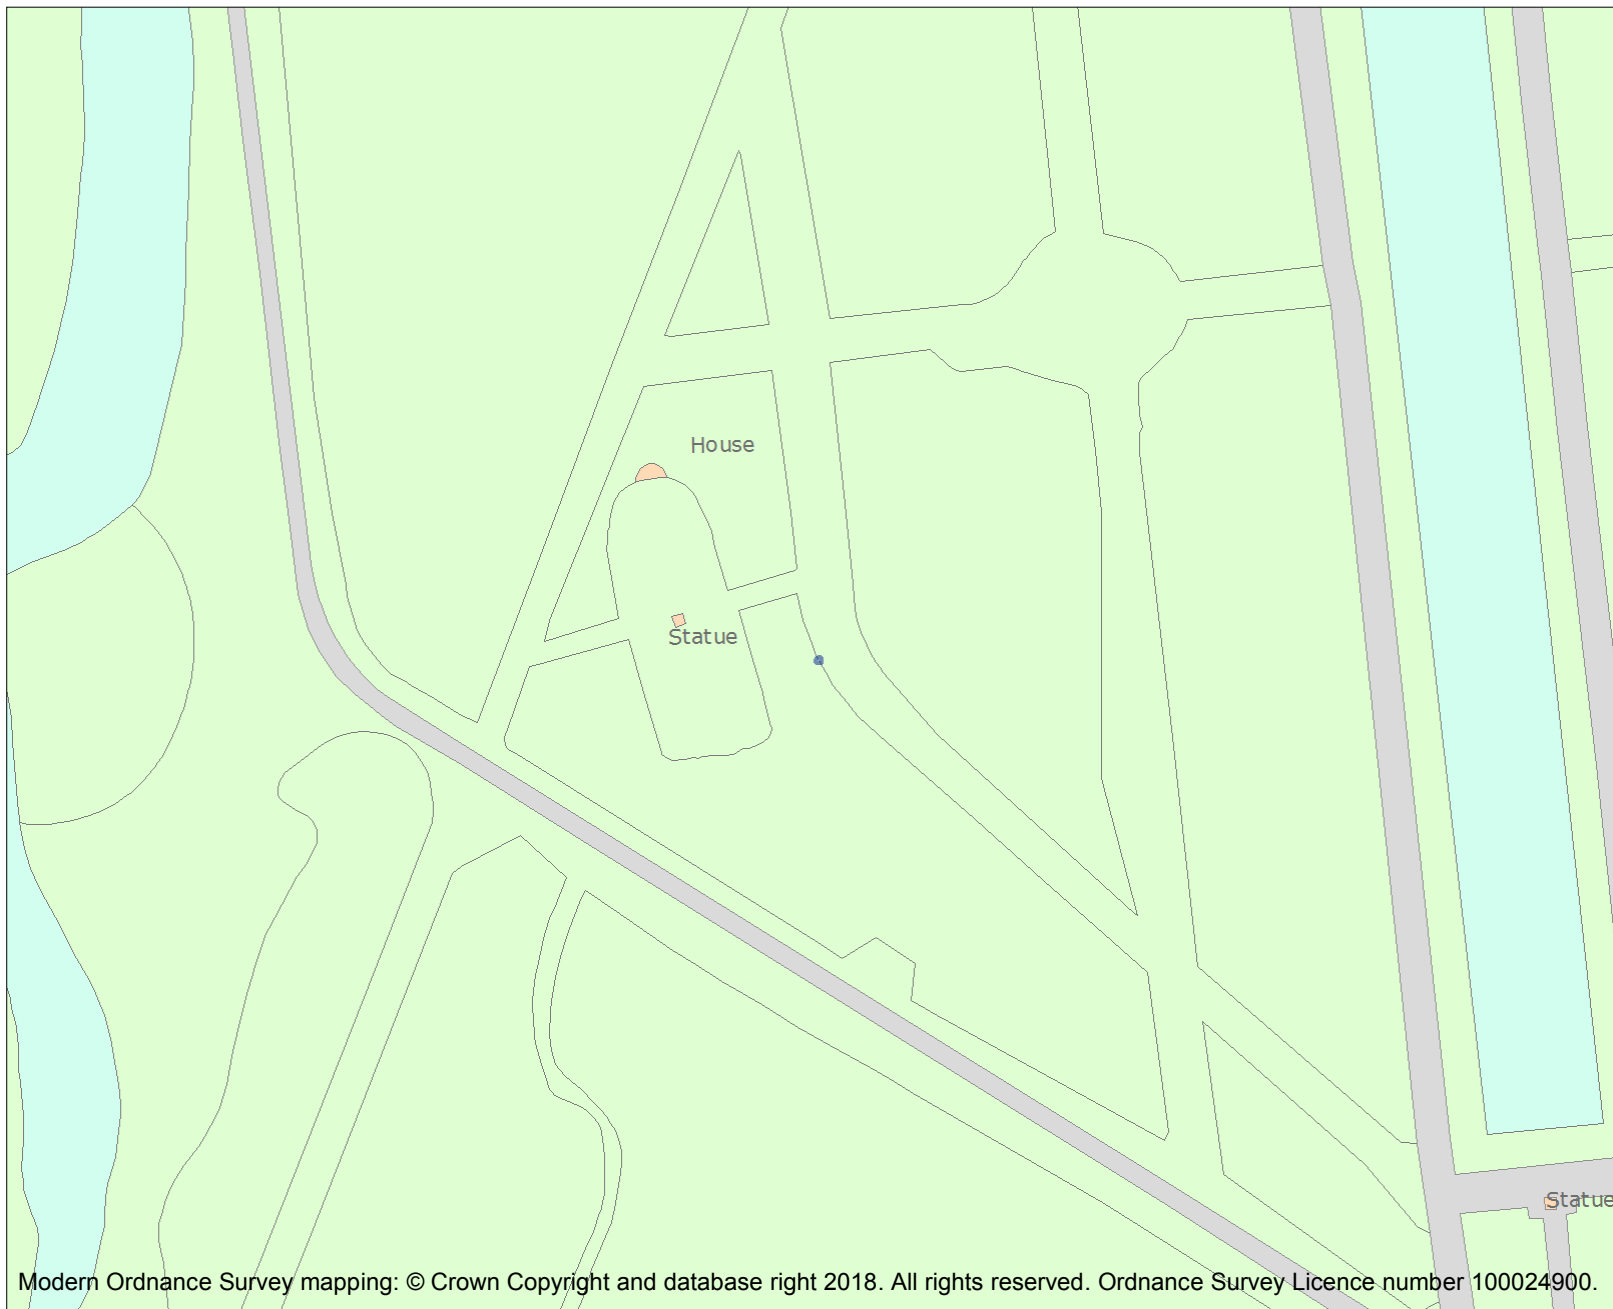 House
Statue
Statue
Modern Ordnance Survey mapping: © Crown Copyright and database right 2018. All rights reserved. Ordnance Survey Licence number 100024900.